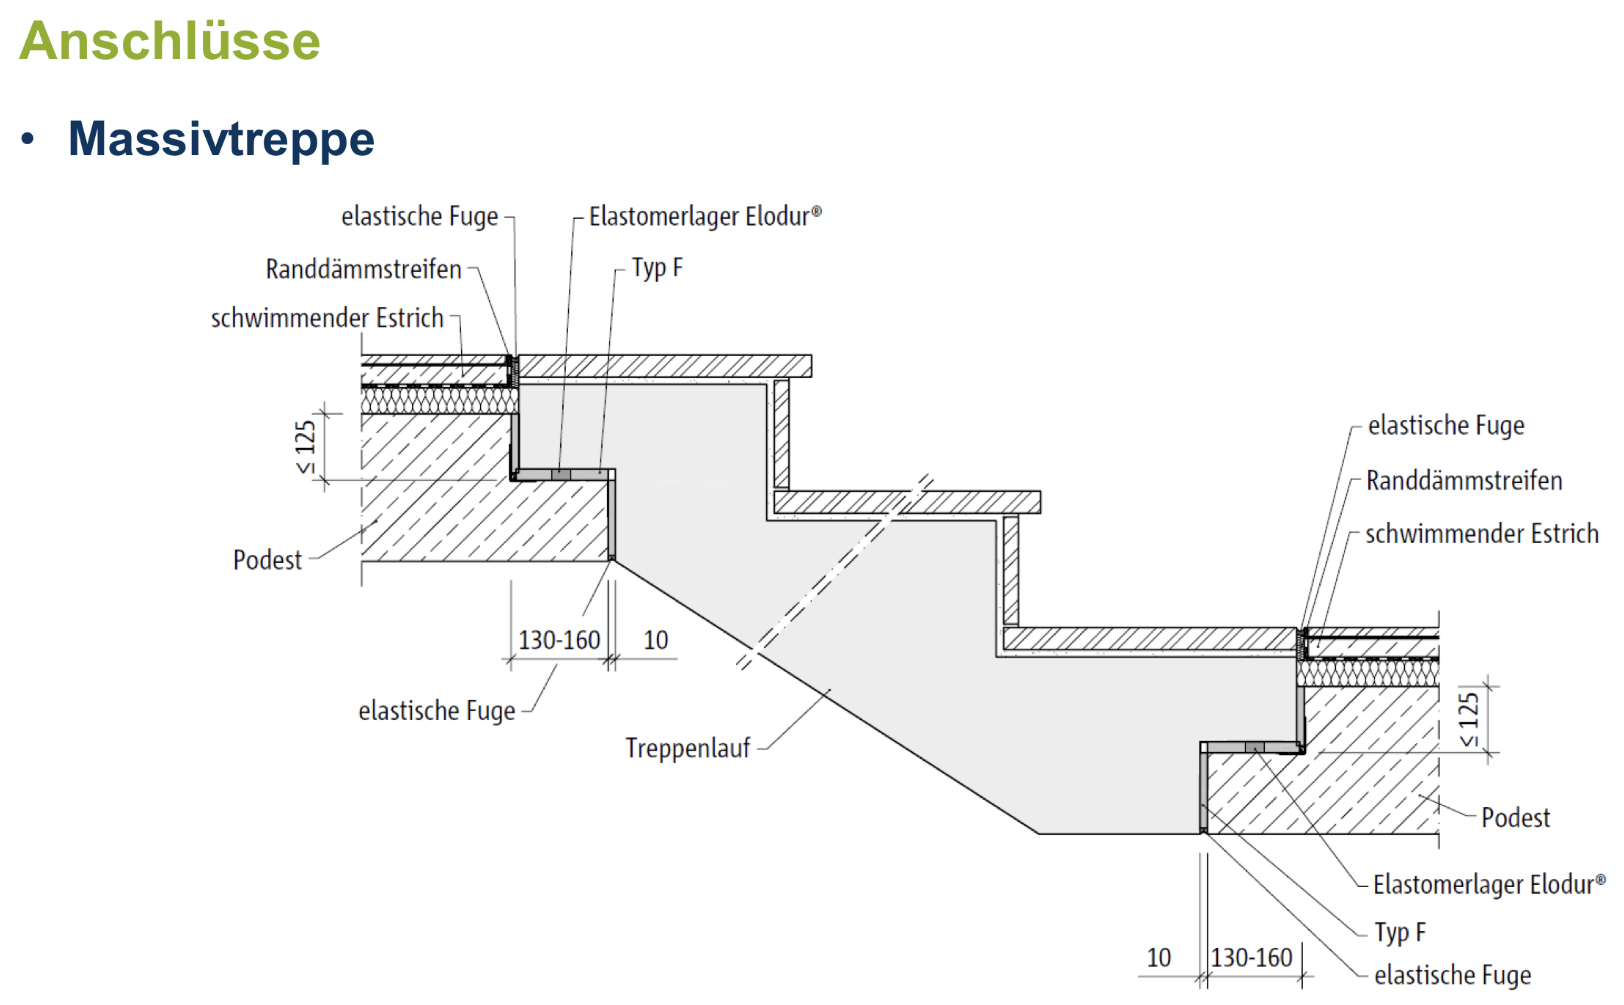 Anschlüsse
• Massivtreppe
elastische Fuge
Elastomerlager Elodur®
Randdämmstreifen
Typ F
schwimmender Estrich
≤ 125
Podest
130-160
10
elastische Fuge
Treppenlauf
elastische Fuge
Randdämmstreifen
schwimmender Estrich
≤ 125
Podest
Elastomerlager Elodur®
Typ F
10
130-160
elastische Fuge